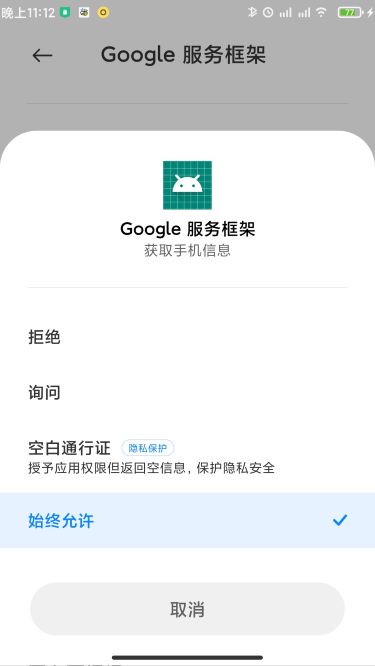 晚上11:12
77
Google 服务框架
Google 服务框架
获取手机信息
拒绝
询问
空白通行证 隐私保护
授予应用权限但返回空信息，保护隐私安全
始终允许
取消